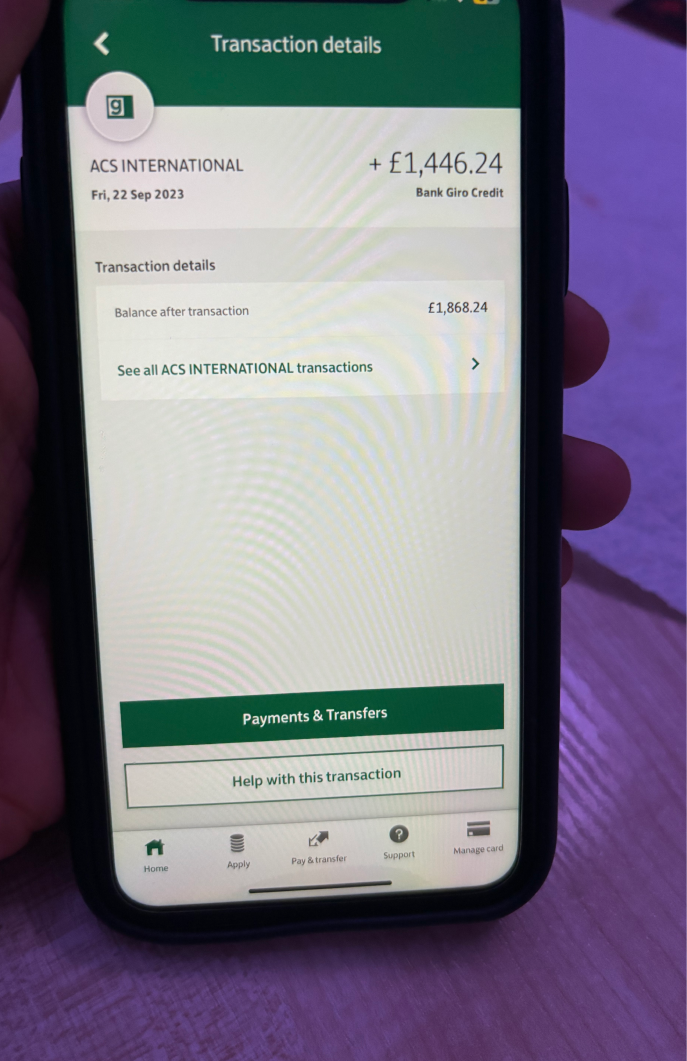 Transaction details
g
ACS INTERNATIONAL
+ £1,446.24
Fri, 22 Sep 2023
Bank Giro Credit
Transaction details
Balance after transaction
£1,868.24
See all ACS INTERNATIONAL transactions
Payments & Transfers
Help with this transaction
Home
Apply
Pay & transfer
Support
Manage card